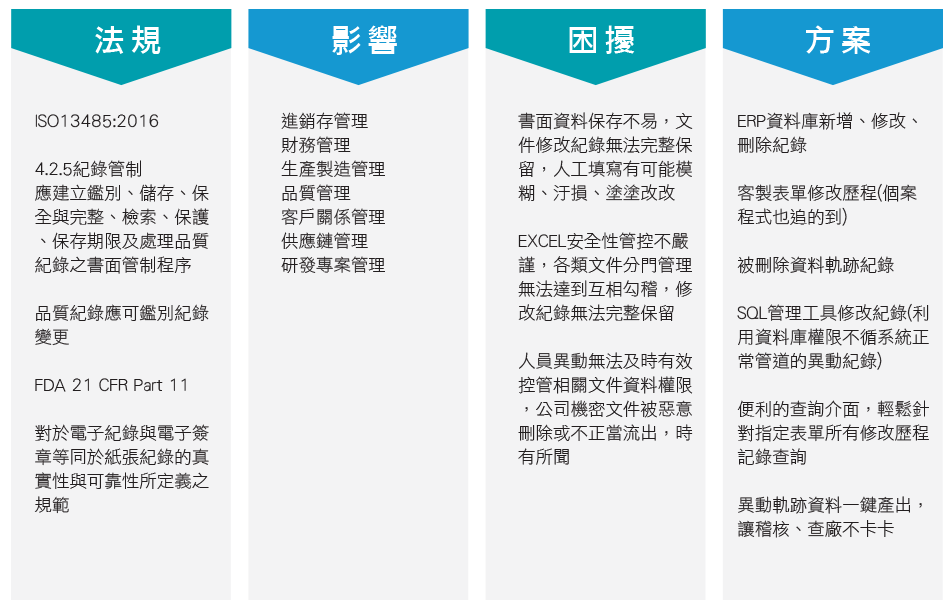 法規
ISO13485:2016
4.2.5紀錄管制
應建立鑑別、儲存、保
全與完整、檢索、保護
、保存期限及處理品質
紀錄之書面管制程序
品質紀錄應可鑑別紀錄
變更
FDA 21 CFR Part 11
對於電子紀錄與電子簽
章等同於紙張紀錄的真
實性與可靠性所定義之
規範
影響
進銷存管理
財務管理
生產製造管理
品質管理
客戶關係管理
供應鏈管理
研發專案管理
困擾
書面資料保存不易，文
件修改紀錄無法完整保
留，人工填寫有可能模
糊、汙損、塗塗改改
EXCEL安全性管控不嚴
謹，各類文件分門管理
無法達到互相勾稽，修
改紀錄無法完整保留
人員異動無法及時有效
控管相關文件資料權限
，公司機密文件被惡意
刪除或不正當流出，時
有所聞
方案
ERP資料庫新增、修改、
刪除紀錄
客製表單修改歷程(個案
程式也追的到)
被刪除資料軌跡紀錄
SQL管理工具修改紀錄(利
用資料庫權限不循系統正
常管道的異動紀錄)
便利的查詢介面，輕鬆針
對指定表單所有修改歷程
記錄查詢
異動軌跡資料一鍵產出，
讓稽核、查廠不卡卡